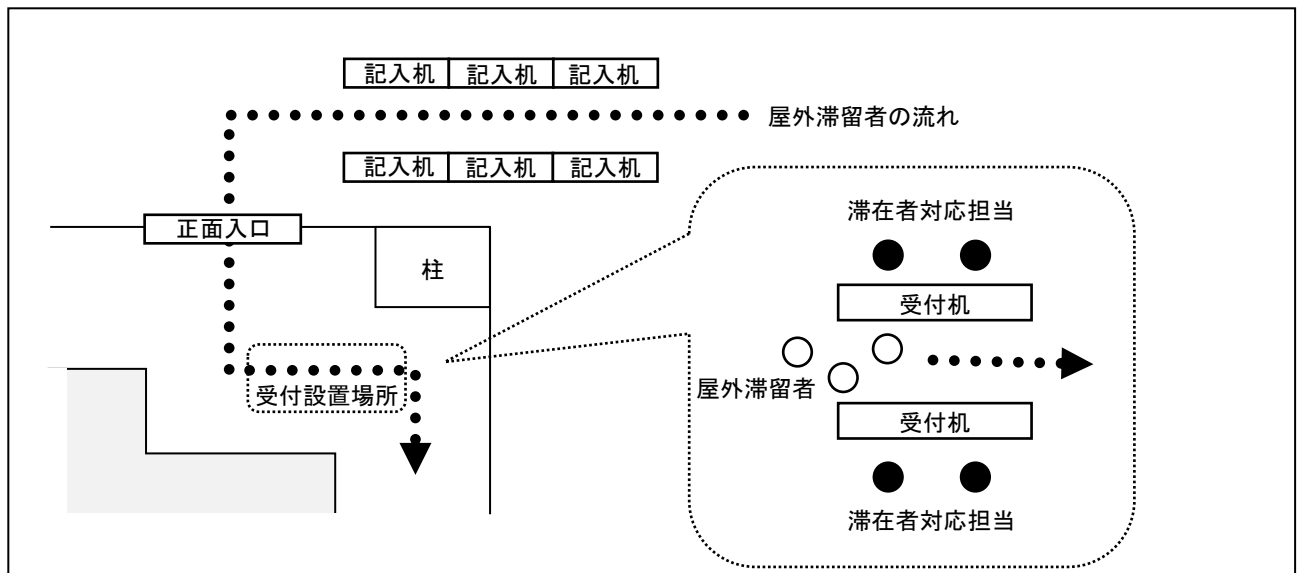 記入机 記入机 記入机
屋外滞留者の流れ
記入机 記入机 記入机
正面入口
柱
受付設置場所
滞在者対応担当
受付机
屋外滞留者
受付机
滞在者対応担当